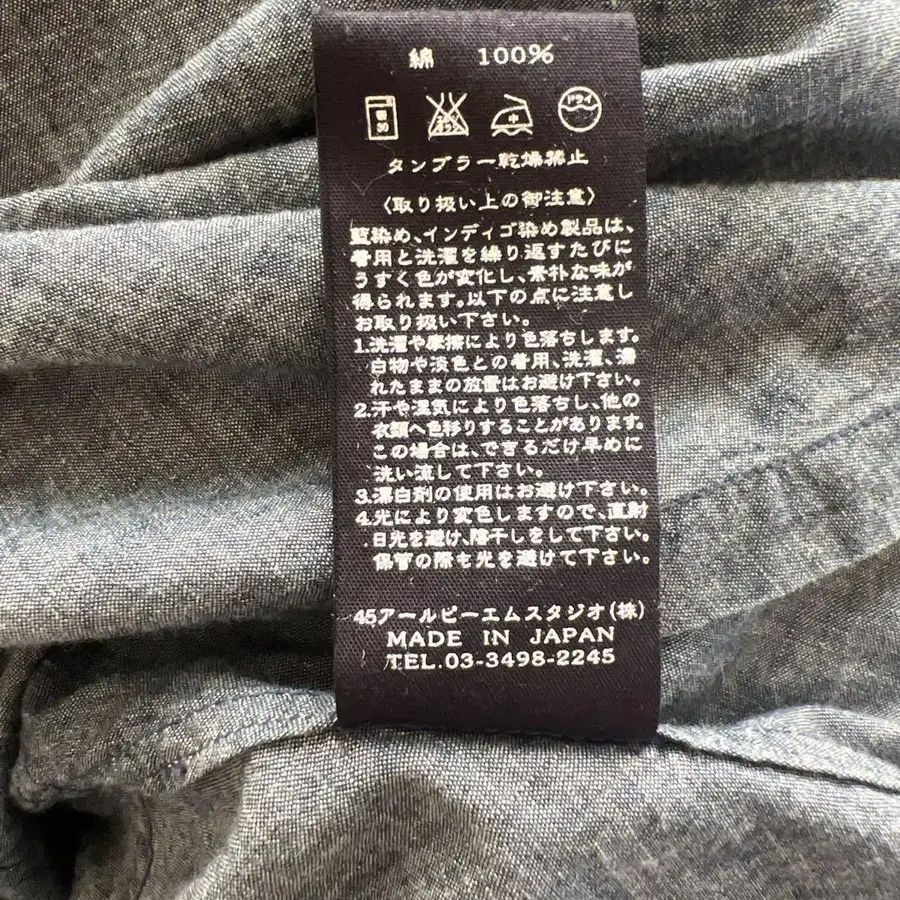 綿 100%
弱
30
エンソ
サラシ
中
ドライ
タンブラー乾燥禁止
〈取り扱い上の御注意〉
藍染め、インディゴ染め製品は、
着用と洗濯を繰り返すたびに
うすく色が変化し、素朴な味が
得られます。以下の点に注意し
お取り扱い下さい。
1.洗濯や摩擦により色落ちします。
白物や淡色との着用、洗濯、濡
れたままの放置はお避け下さい。
2.汗や湿気により色落ちし、他の
衣類へ色移りすることがあります。
この場合は、できるだけ早めに
洗い流して下さい。
3.漂白剤の使用はお避け下さい。
4.光により変色しますので、直射
日光を避け、陰干しをして下さい。
保管の際も光を避けて下さい。
45アールピーエムスタジオ(株)
MADE IN JAPAN
TEL.03-3498-2245